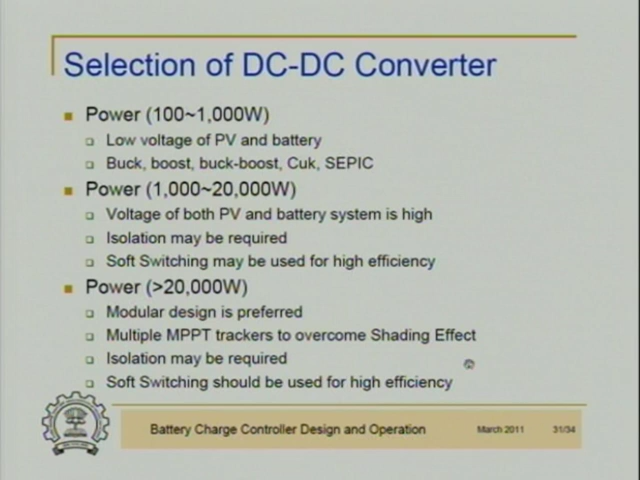 Selection of DC-DC Converter
Power (100~1,000W)
Low voltage of PV and battery
Buck, boost, buck-boost, Cuk, SEPIC
Power (1,000~20,000W)
Voltage of both PV and battery system is high
Isolation may be required
Soft Switching may be used for high efficiency
Power (>20,000W)
Modular design is preferred
Multiple MPPT trackers to overcome Shading Effect
Isolation may be required
Soft Switching should be used for high efficiency
Battery Charge Controller Design and Operation
March 2011
31/34